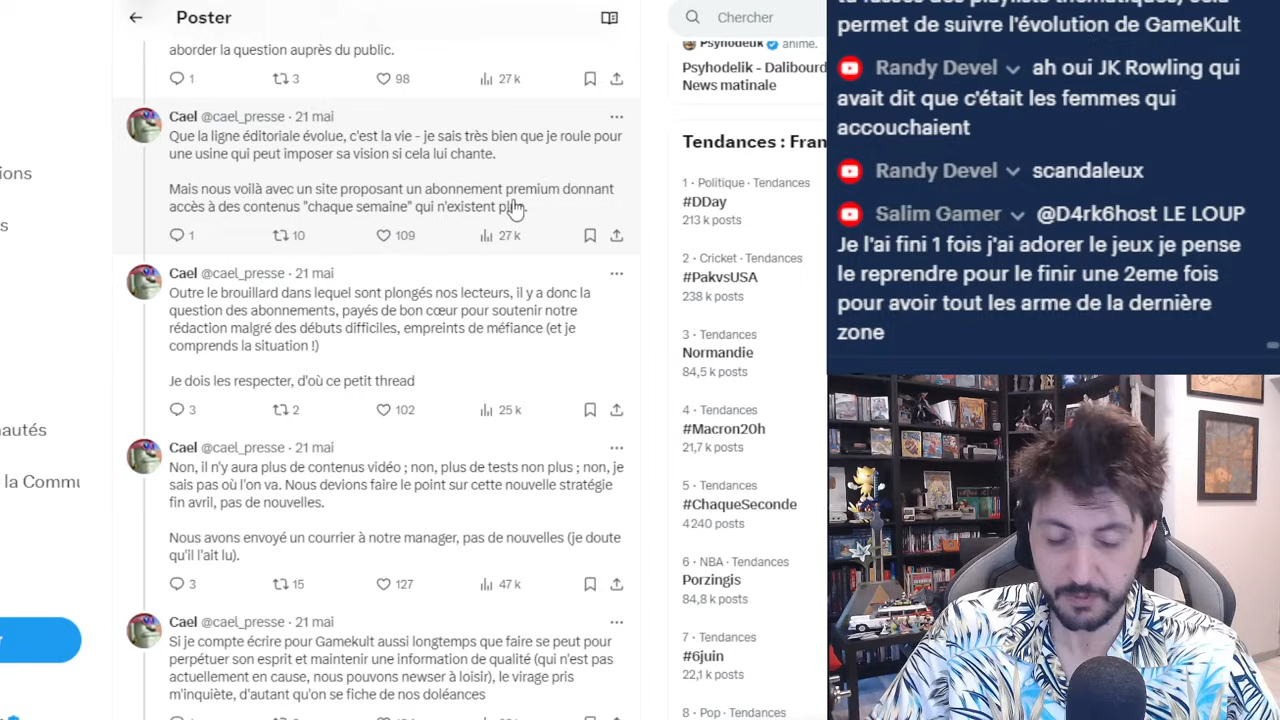 Poster
aborder la question auprès du public.
1 3 98 27 k
Cael @cael_presse · 21 mai
Que la ligne éditoriale évolue, c'est la vie - je sais très bien que je roule pour
une usine qui peut imposer sa vision si cela lui chante.
Mais nous voilà avec un site proposant un abonnement premium donnant
accès à des contenus "chaque semaine" qui n'existent plus.
1 10 109 27 k
Cael @cael_presse · 21 mai
Outre le brouillard dans lequel sont plongés nos lecteurs, il y a donc la
question des abonnements, payés de bon cœur pour soutenir notre
rédaction malgré des débuts difficiles, empreints de méfiance (et je
comprends la situation !)
Je dois les respecter, d'où ce petit thread
3 2 102 25 k
Cael @cael_presse · 21 mai
Non, il n'y aura plus de contenus vidéo ; non, plus de tests non plus ; non, je
sais pas où l'on va. Nous devions faire le point sur cette nouvelle stratégie
fin avril, pas de nouvelles.
Nous avons envoyé un courrier à notre manager, pas de nouvelles (je doute
qu'il l'ait lu).
3 15 127 47 k
Cael @cael_presse · 21 mai
Si je compte écrire pour Gamekult aussi longtemps que faire se peut pour
perpétuer son esprit et maintenir une information de qualité (qui n'est pas
actuellement en cause, nous pouvons newser à loisir), le virage pris
m'inquiète, d'autant qu'on se fiche de nos doléances
ions
s
nautés
e la Commu
r
Chercher
Psyhodelik anime.
Psyhodelik - Dalibourd
News matinale
Tendances : Fran
1 · Politique · Tendances
#DDay
213 k posts
2 · Cricket · Tendances
#PakvsUSA
238 k posts
3 · Tendances
Normandie
84,5 k posts
4 · Tendances
#Macron20h
21,7 k posts
5 · Tendances
#ChaqueSeconde
4240 posts
6 · NBA · Tendances
Porzingis
84,8 k posts
7 · Tendances
#6juin
22,1 k posts
8 · Pop · Tendances
permet de suivre l'évolution de GameKult
Randy Devel ah oui JK Rowling qui
avait dit que c'était les femmes qui
accouchaient
Randy Devel scandaleux
Salim Gamer @D4rk6host LE LOUP
Je l'ai fini 1 fois j'ai adorer le jeux je pense
le reprendre pour le finir une 2eme fois
pour avoir tout les arme de la dernière
zone